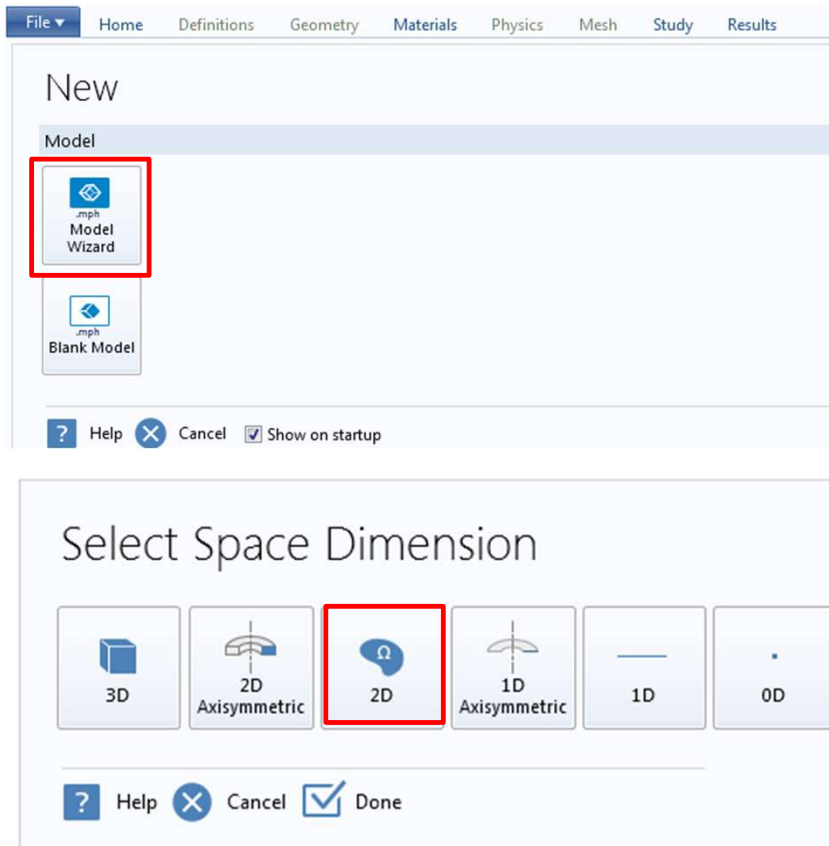 File Home Definitions Geometry Materials Physics Mesh Study Results
New
Model
.mph
Model
Wizard
.mph
Blank Model
? Help Cancel Show on startup
Select Space Dimension
Ω
3D 2D Axisymmetric 2D 1D Axisymmetric 1D 0D
? Help Cancel Done